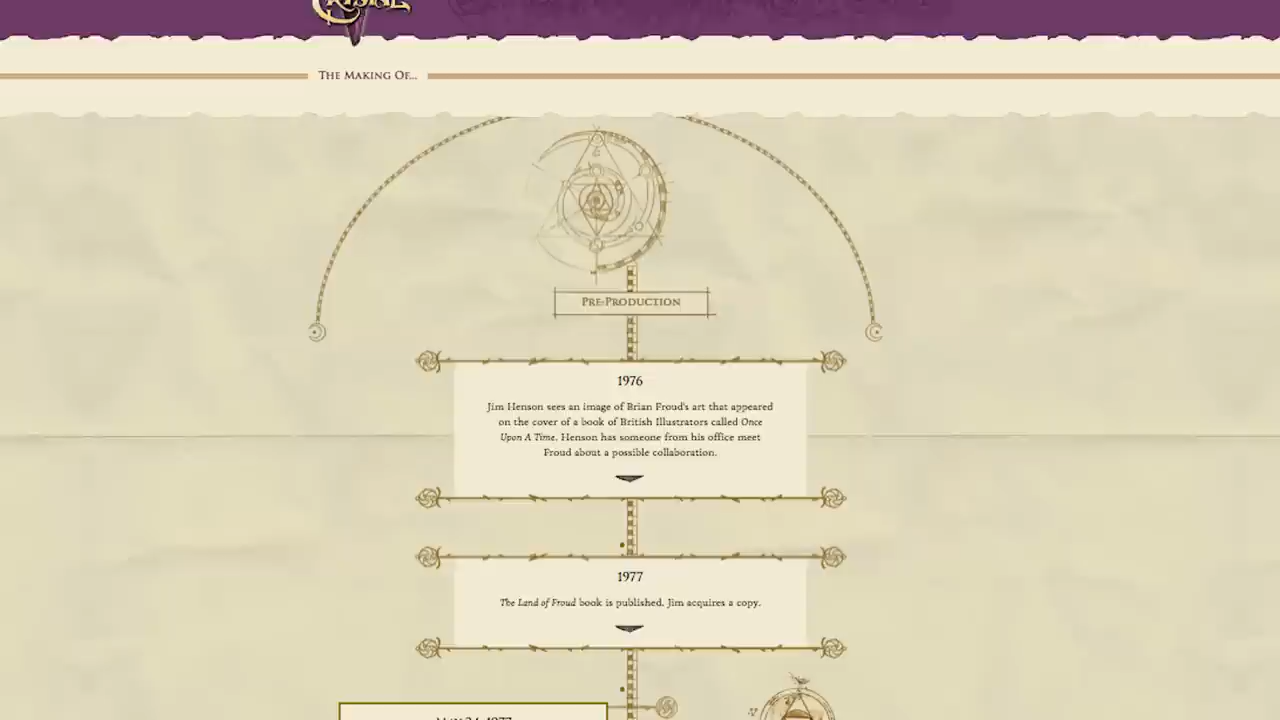 The Making Of...
Pre-Production
1976
Jim Henson sees an image of Brian Froud's art that appeared
on the cover of a book of British Illustrators called Once
Upon A Time. Henson has someone from his office meet
Froud about a possible collaboration.
1977
The Land of Froud book is published. Jim acquires a copy.